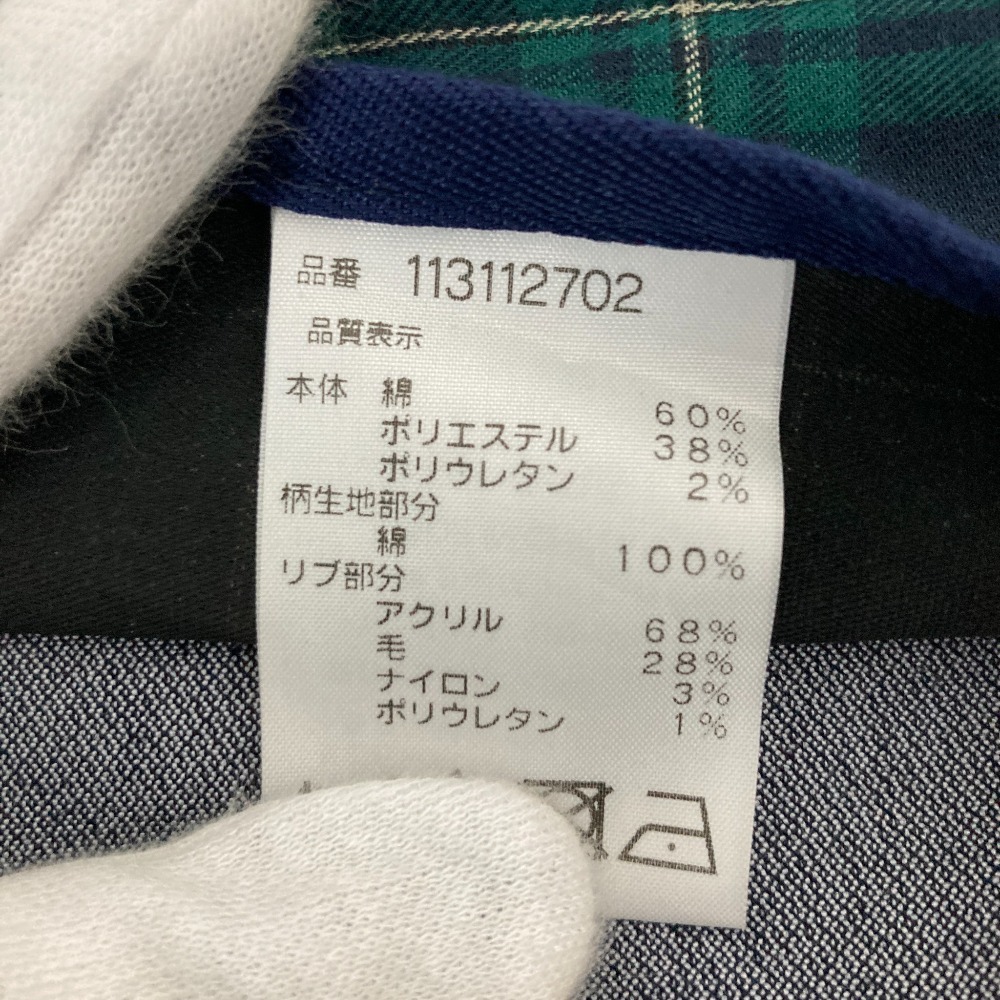 品番 113112702
品質表示
本体 綿 60%
ポリエステル 38%
ポリウレタン 2%
柄生地部分
綿 100%
リブ部分
アクリル 68%
毛 28%
ナイロン 3%
ポリウレタン 1%